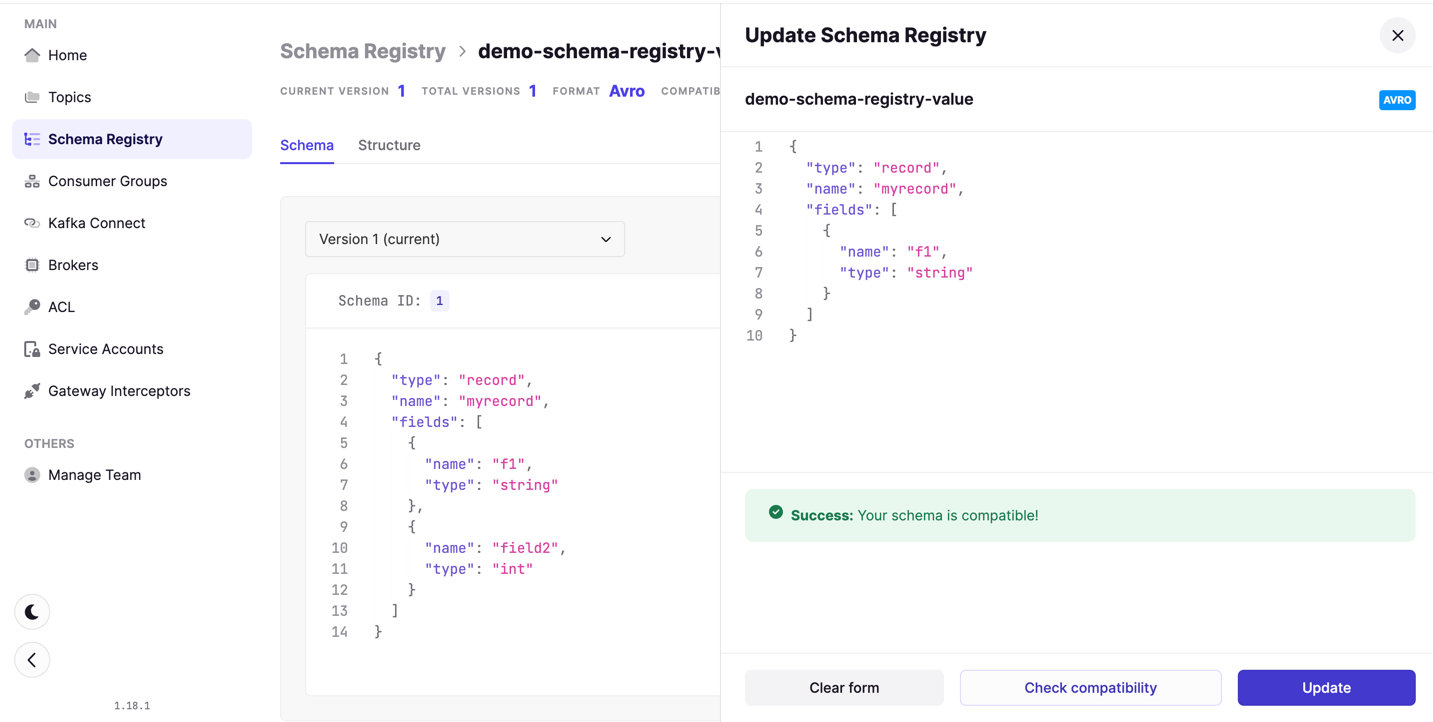 MAIN
Home
Topics
Schema Registry
Consumer Groups
Kafka Connect
Brokers
ACL
Service Accounts
Gateway Interceptors
OTHERS
Manage Team
1.18.1
Schema Registry > demo-schema-registry-v
CURRENT VERSION 1 TOTAL VERSIONS 1 FORMAT Avro COMPATIB
Schema Structure
Version 1 (current)
Schema ID: 1
1 {
2 "type": "record",
3 "name": "myrecord",
4 "fields": [
5 {
6 "name": "f1",
7 "type": "string"
8 },
9 {
10 "name": "field2",
11 "type": "int"
12 }
13 ]
14 }
Update Schema Registry
demo-schema-registry-value AVRO
1 {
2 "type": "record",
3 "name": "myrecord",
4 "fields": [
5 {
6 "name": "f1",
7 "type": "string"
8 }
9 ]
10 }
Success: Your schema is compatible!
Clear form Check compatibility Update